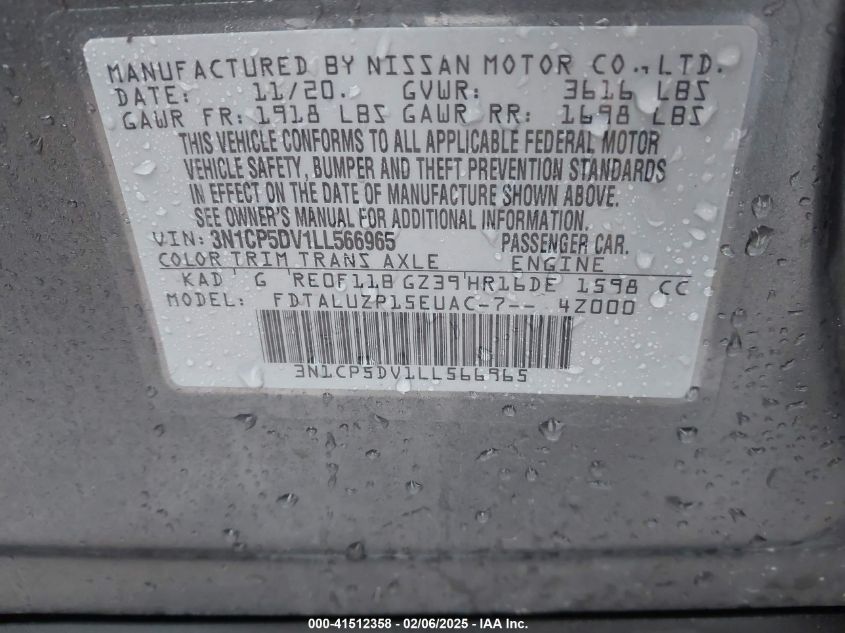 MANUFACTURED BY NISSAN MOTOR CO., LTD.
DATE: 11/20. GVWR: 3616 LBS
GAWR FR: 1918 LBS GAWR RR: 1698 LBS
THIS VEHICLE CONFORMS TO ALL APPLICABLE FEDERAL MOTOR
VEHICLE SAFETY, BUMPER AND THEFT PREVENTION STANDARDS
IN EFFECT ON THE DATE OF MANUFACTURE SHOWN ABOVE.
SEE OWNER'S MANUAL FOR ADDITIONAL INFORMATION.
VIN: 3N1CP5DV1LL566965 PASSENGER CAR.
COLOR TRIM TRANS AXLE ENGINE
KAD G RE0F11B GZ39 HR16DE 1598 CC
MODEL: FDTALUZP15EUAC-7-- 4Z000
3N1CP5DV1LL566965
000-41512358 - 02/06/2025 - IAA Inc.